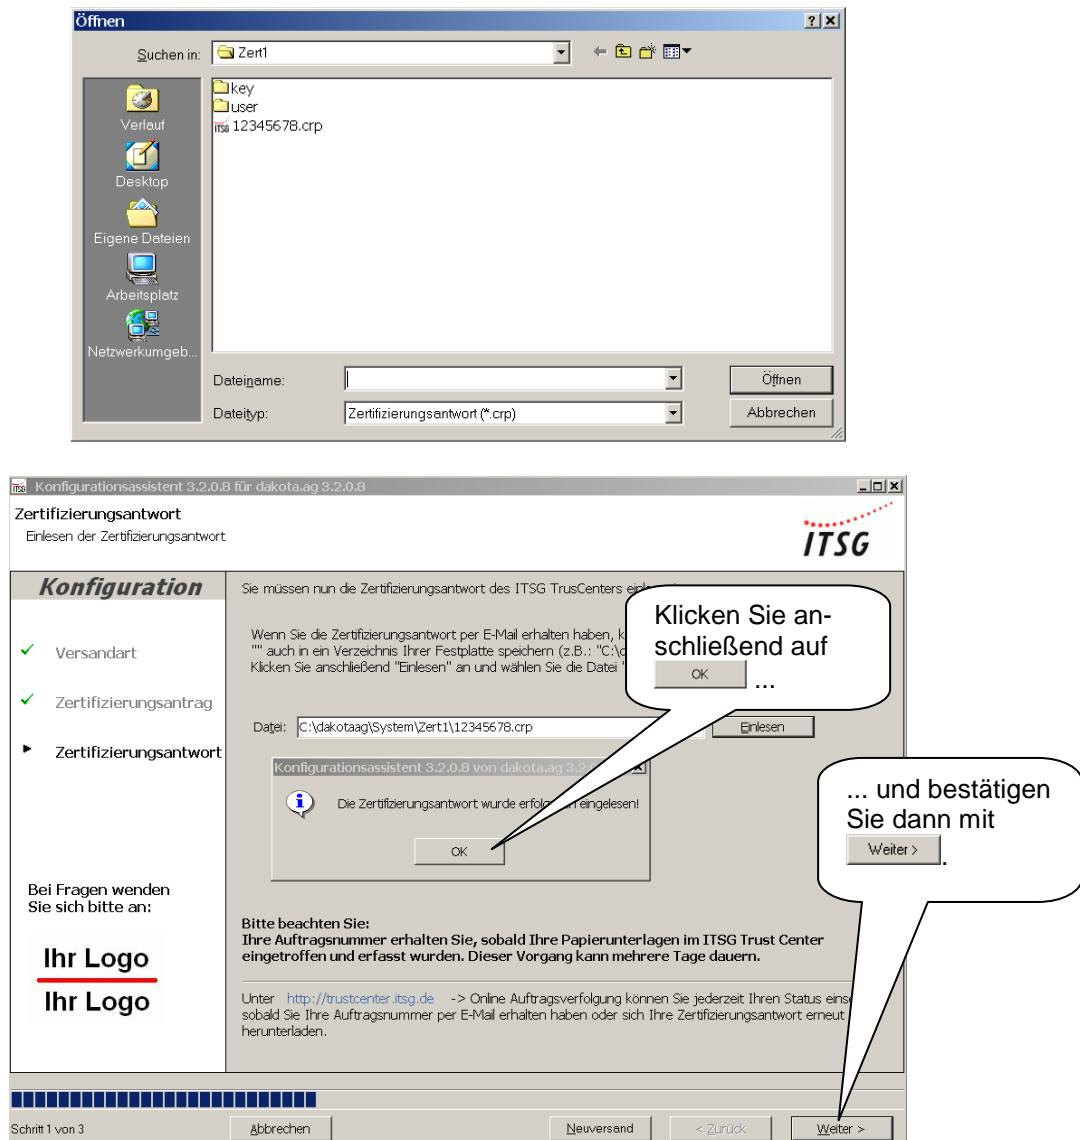 Öffnen
Suchen in: Zert1
key
user
12345678.crp
Verlauf
Desktop
Eigene Dateien
Arbeitsplatz
Netzwerkumgeb...
Dateiname:
Öffnen
Dateityp: Zertifizierungsantwort (*.crp)
Abbrechen
Konfigurationsassistent 3.2.0.8 für dakota.ag 3.2.0.8
Zertifizierungsantwort
Einlesen der Zertifizierungsantwort
ITSG
Konfiguration
Versandart
Zertifizierungsantrag
Zertifizierungsantwort
Bei Fragen wenden
Sie sich bitte an:
Ihr Logo
Ihr Logo
Sie müssen nun die Zertifizierungsantwort des ITSG TrusCenters
Wenn Sie die Zertifizierungsantwort per E-Mail erhalten haben,
"" auch in ein Verzeichnis Ihrer Festplatte speichern (z.B.: "C:\
Klicken Sie anschließend "Einlesen" an und wählen Sie die Datei "
Datei: C:\dakotaag\System\Zert1\12345678.crp Einlesen
Konfigurationsassistent 3.2.0.8 von dakota.ag
Die Zertifizierungsantwort wurde eingelesen!
OK
Klicken Sie an-
schließend auf
OK ...
... und bestätigen
Sie dann mit
Weiter > .
Bitte beachten Sie:
Ihre Auftragsnummer erhalten Sie, sobald Ihre Papierunterlagen im ITSG Trust Center
eingetroffen und erfasst wurden. Dieser Vorgang kann mehrere Tage dauern.
Unter http://trustcenter.itsg.de -> Online Auftragsverfolgung können Sie jederzeit Ihren Status
sobald Sie Ihre Auftragsnummer per E-Mail erhalten haben oder sich Ihre Zertifizierungsantwort erneut
herunterladen.
Schritt 1 von 3 Abbrechen Neuversand < Zurück Weiter >